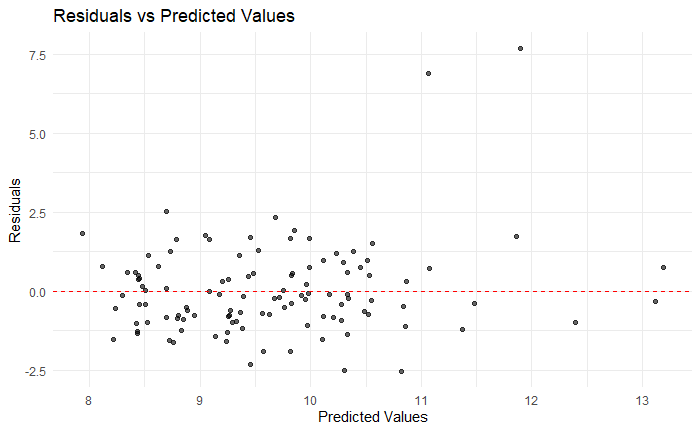 Residuals vs Predicted Values
7.5
5.0
2.5
0.0
-2.5
Residuals
8 9 10 11 12 13
Predicted Values